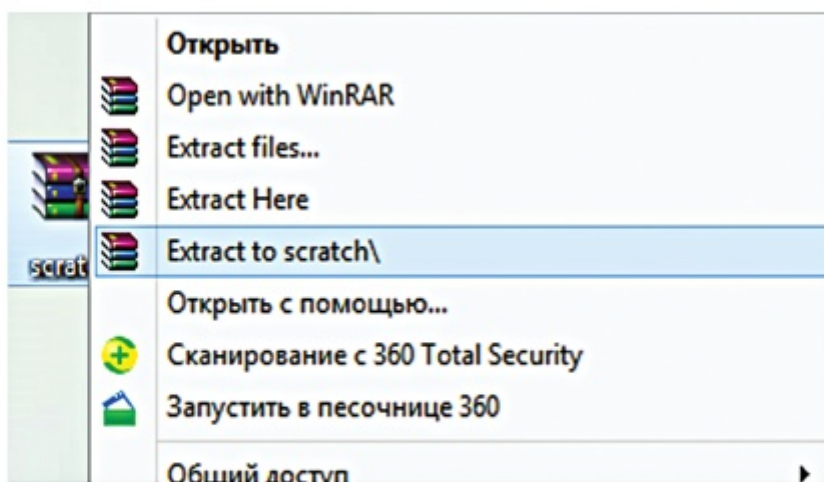 Открыть
Open with WinRAR
Extract files...
Extract Here
Extract to scratch\
scrat
Открыть с помощью...
Сканирование с 360 Total Security
Запустить в песочнице 360
Общий доступ